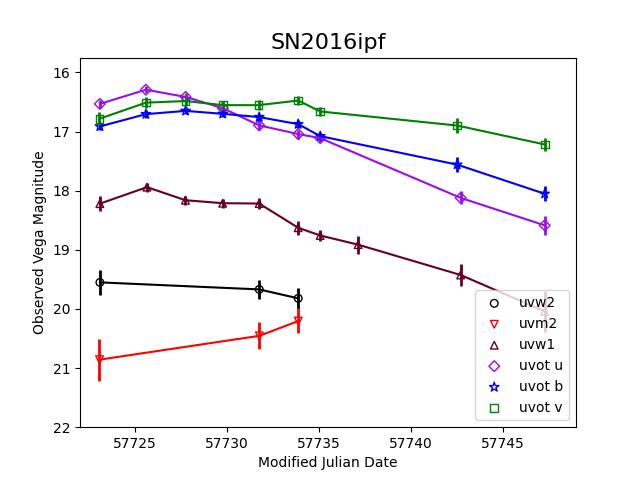 SN2016ipf
Observed Vega Magnitude
16
17
18
19
20
21
22
57725 57730 57735 57740 57745
Modified Julian Date
uvw2
uvm2
uvw1
uvot u
uvot b
uvot v